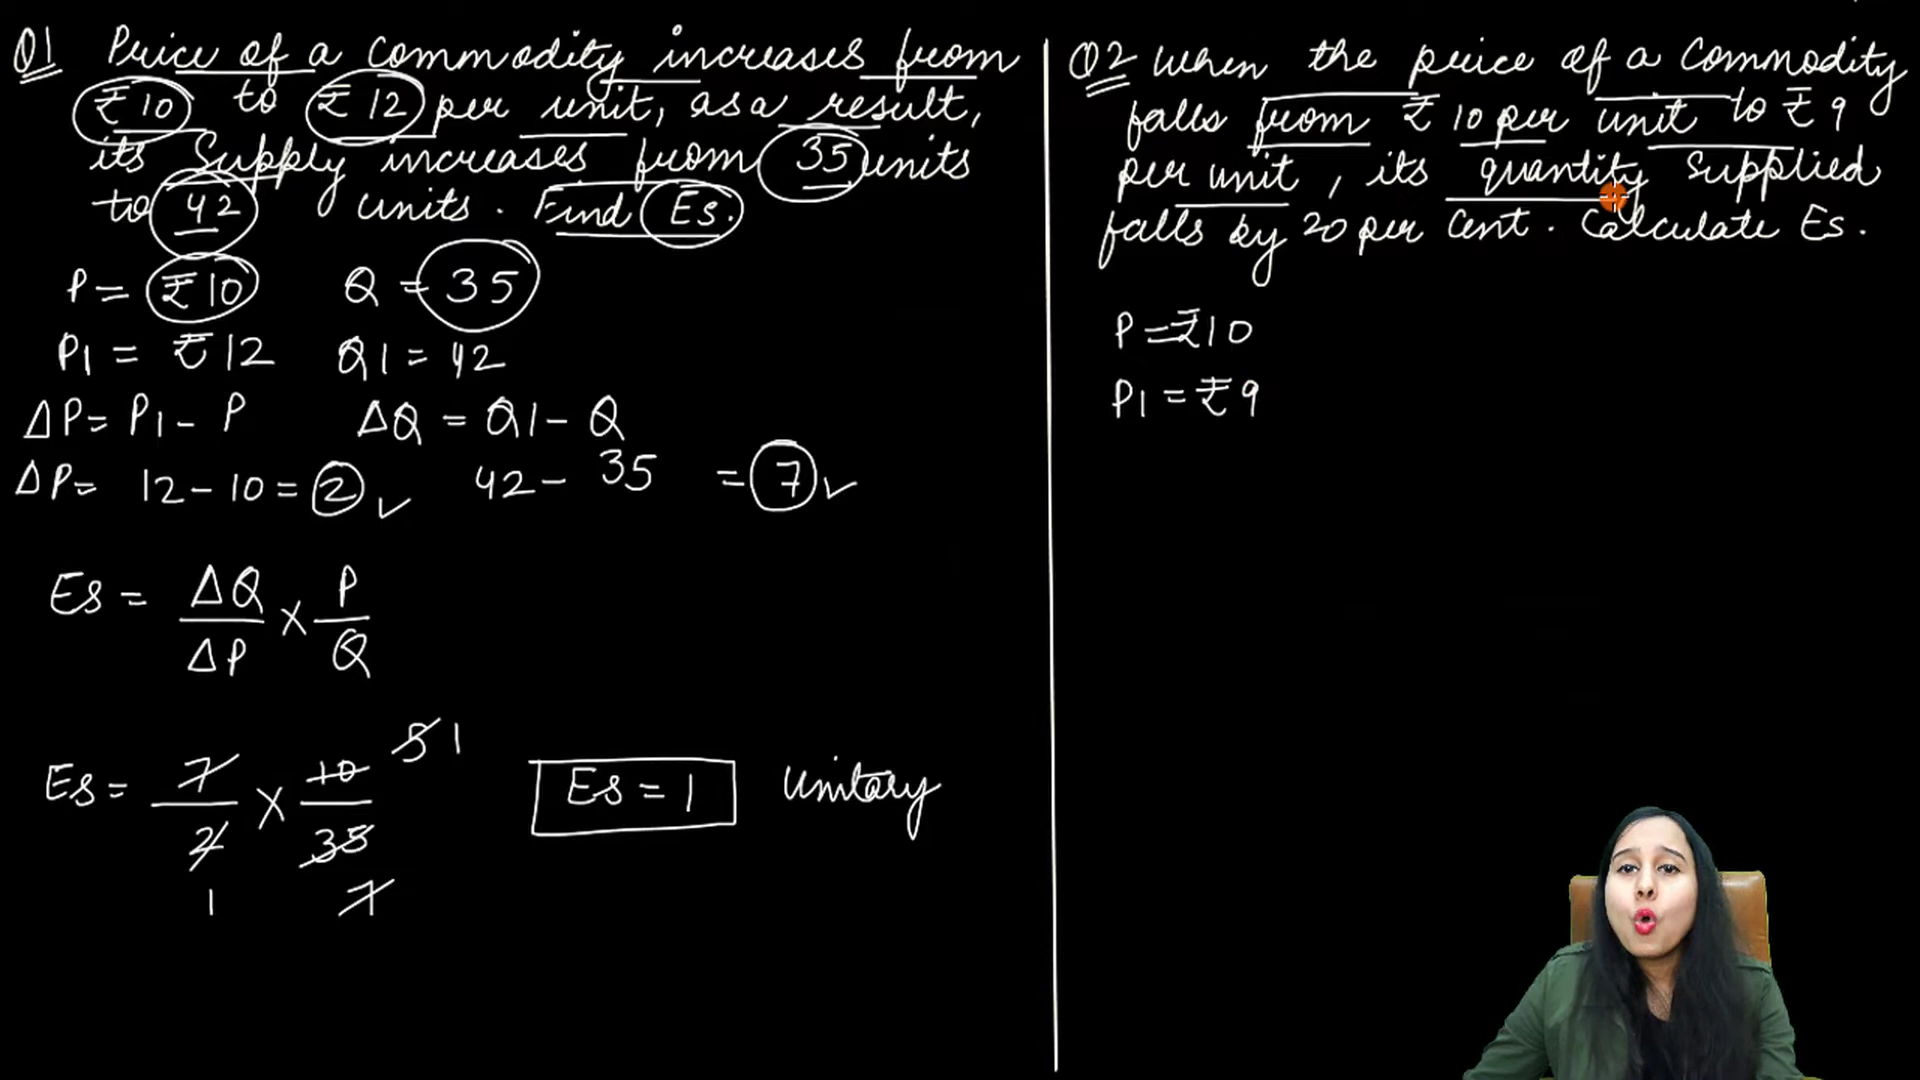 Q1 Price of a commodity increases from
₹10 to ₹12 per unit, as a result,
its supply increases from 35 units
to 42 units. Find Es.
P = ₹10 Q = 35
P1 = ₹12 Q1 = 42
ΔP = P1 - P ΔQ = Q1 - Q
ΔP = 12 - 10 = 2 ✓ 42 - 35 = 7 ✓
Es = ΔQ/ΔP × P/Q
5 1
Es = 7/2 × 10/35 Es = 1 Unitary
1 7
Q2 When the price of a commodity
falls from ₹10 per unit to ₹9
per unit, its quantity supplied
falls by 20 per cent. Calculate Es.
P = ₹10
P1 = ₹9